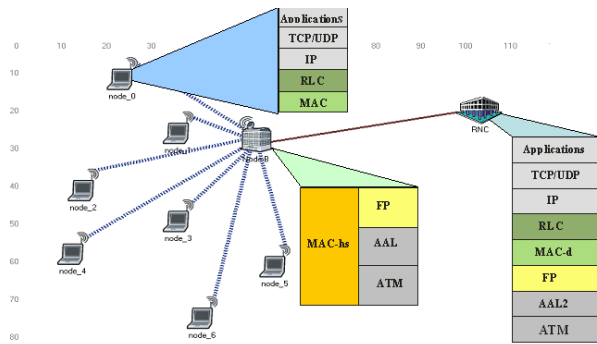 Applications
TCP/UDP
IP
RLC
MAC
0
10
20
30
80
90
100
110
10
20
30
40
50
60
70
80
node_0
node_2
node_3
node_4
node_5
node_6
RNC
MAC-hs
FP
AAL
ATM
Applications
TCP/UDP
IP
RLC
MAC-d
FP
AAL2
ATM